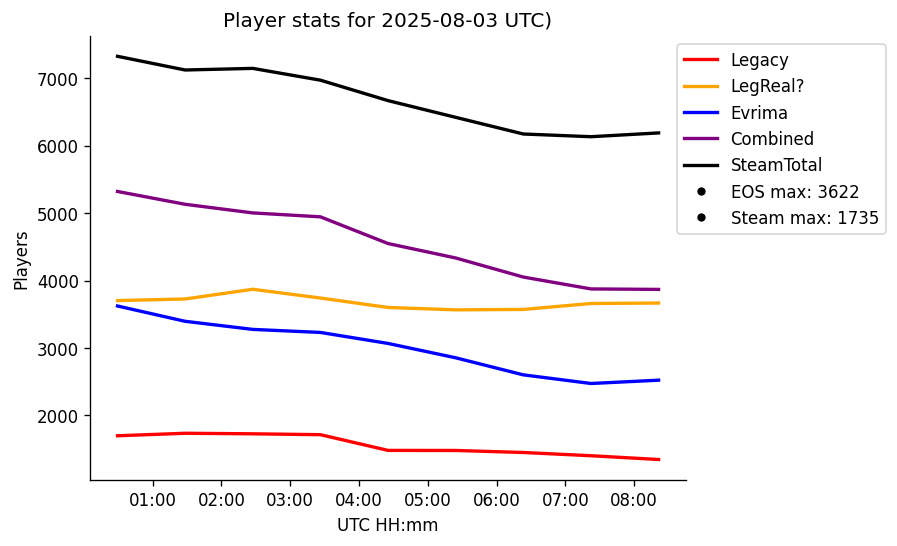 Player stats for 2025-08-03 UTC)
Players
7000
6000
5000
4000
3000
2000
01:00
02:00
03:00
04:00
05:00
06:00
07:00
08:00
UTC HH:mm
Legacy
LegReal?
Evrima
Combined
SteamTotal
EOS max: 3622
Steam max: 1735